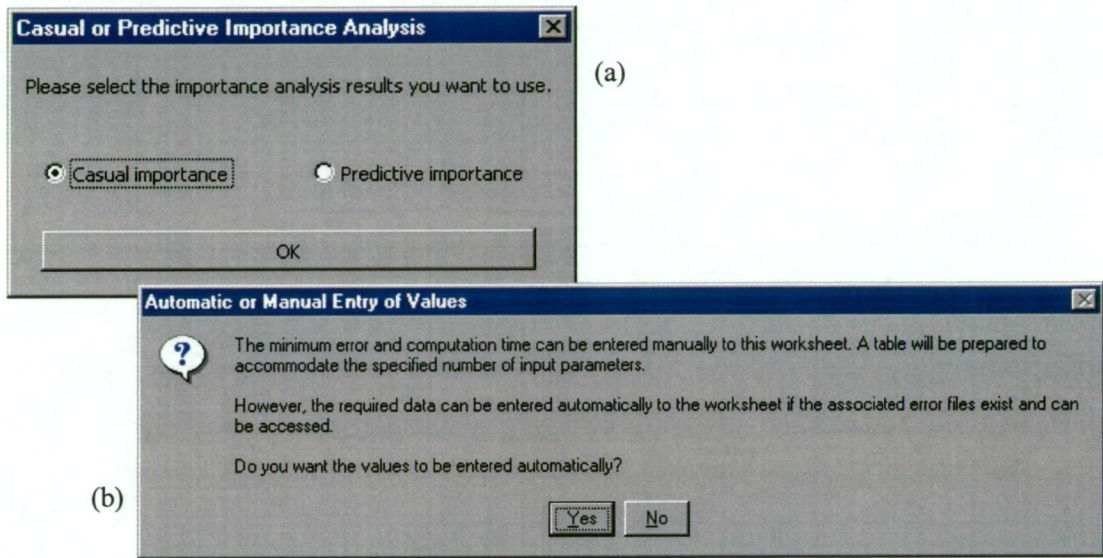 Casual or Predictive Importance Analysis
(a)
Please select the importance analysis results you want to use.
Casual importance
Predictive importance
OK
Automatic or Manual Entry of Values
The minimum error and computation time can be entered manually to this worksheet. A table will be prepared to
accommodate the specified number of input parameters.
However, the required data can be entered automatically to the worksheet if the associated error files exist and can
be accessed.
Do you want the values to be entered automatically?
(b)
Yes
No